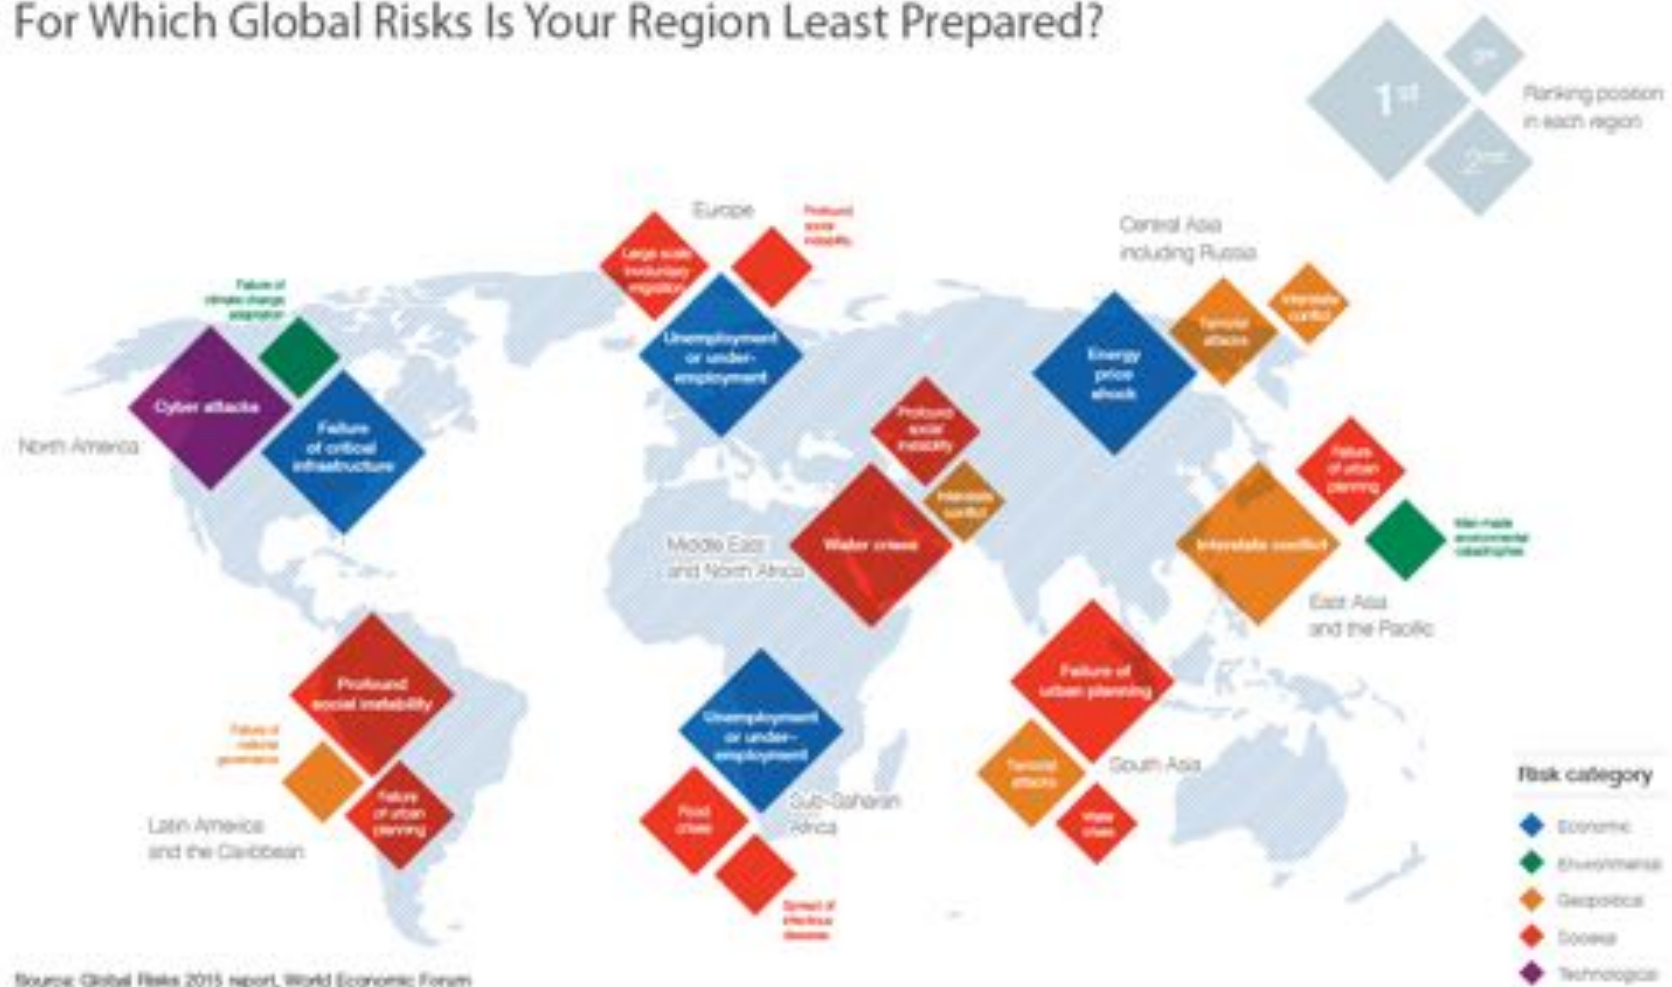 For Which Global Risks Is Your Region Least Prepared?
1st
3rd
2nd
Ranking position
in each region
Europe
Profound
social
instability
Large scale
involuntary
migration
Unemployment
or under-
employment
Central Asia
including Russia
Energy
price
shock
Terrorist
attacks
Interstate
conflict
Failure of
climate change
adaptation
Cyber attacks
Failure
of critical
infrastructure
North America
Profound
social
instability
Interstate
conflict
Water crises
Middle East
and North Africa
Failure
of urban
planning
Interstate conflict
Man-made
environmental
catastrophes
East Asia
and the Pacific
Profound
social instability
Failure of
national
governance
Failure
of urban
planning
Latin America
and the Caribbean
Unemployment
or under-
employment
Food
crises
Sub-Saharan
Africa
Spread of
infectious
diseases
Failure of
urban planning
Terrorist
attacks
South Asia
Water
crises
Risk category
Economic
Environmental
Geopolitical
Societal
Technological
Source: Global Risks 2015 report, World Economic Forum